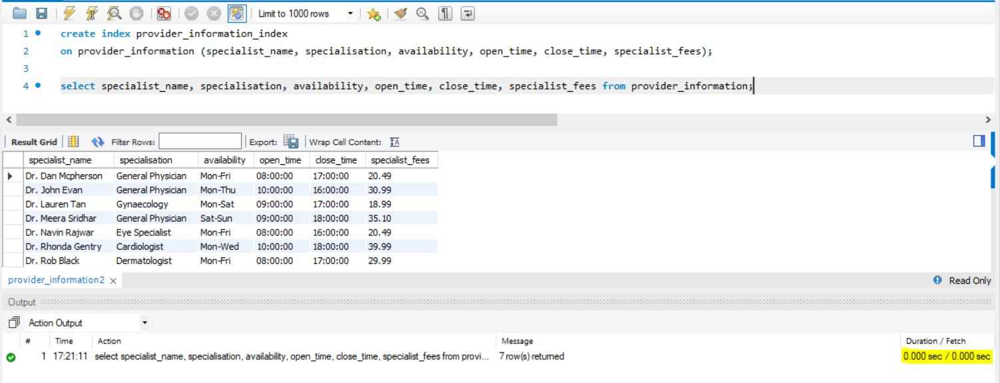 Limit to 1000 rows
1 create index provider_information_index
2 on provider_information (specialist_name, specialisation, availability, open_time, close_time, specialist_fees);
3
4 select specialist_name, specialisation, availability, open_time, close_time, specialist_fees from provider_information;
Result Grid Filter Rows: Export: Wrap Cell Content: IA
specialist_name specialisation availability open_time close_time specialist_fees
Dr. Dan Mcpherson General Physician Mon-Fri 08:00:00 17:00:00 20.49
Dr. John Evan General Physician Mon-Thu 10:00:00 16:00:00 30.99
Dr. Lauren Tan Gynaecology Mon-Sat 09:00:00 17:00:00 18.99
Dr. Meera Sridhar General Physician Sat-Sun 09:00:00 18:00:00 35.10
Dr. Navin Rajwar Eye Specialist Mon-Fri 08:00:00 16:00:00 20.49
Dr. Rhonda Gentry Cardiologist Mon-Wed 10:00:00 18:00:00 39.99
Dr. Rob Black Dermatologist Mon-Fri 08:00:00 17:00:00 29.99
provider_information2 Read Only
Output
Action Output
# Time Action Message Duration / Fetch
1 17:21:11 select specialist_name, specialisation, availability, open_time, close_time, specialist_fees from provi... 7 row(s) returned 0.000 sec / 0.000 sec